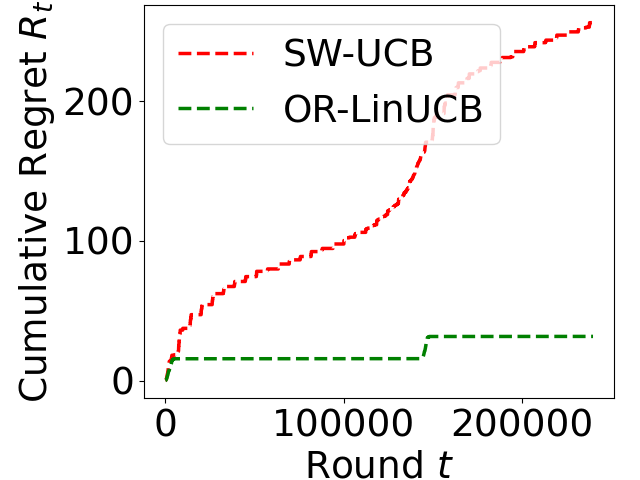 SW-UCB
OR-LinUCB
Cumulative Regret R_t
200
100
0
0 100000 200000
Round t